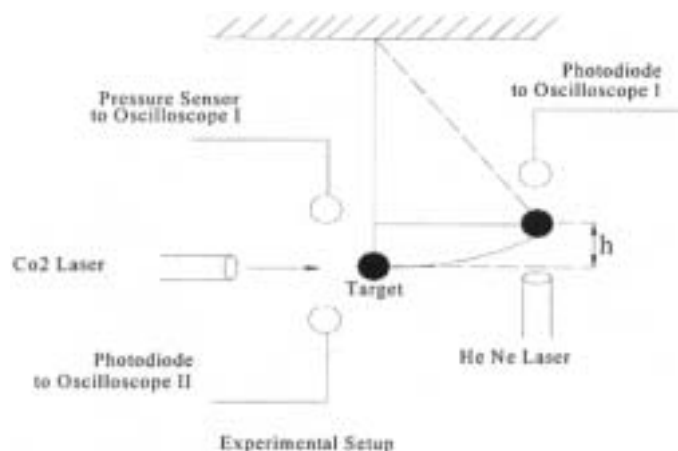 Photodiode
to Oscilloscope I
Pressure Sensor
to Oscilloscope I
h
Co2 Laser
Target
He Ne Laser
Photodiode
to Oscilloscope II
Experimental Setup